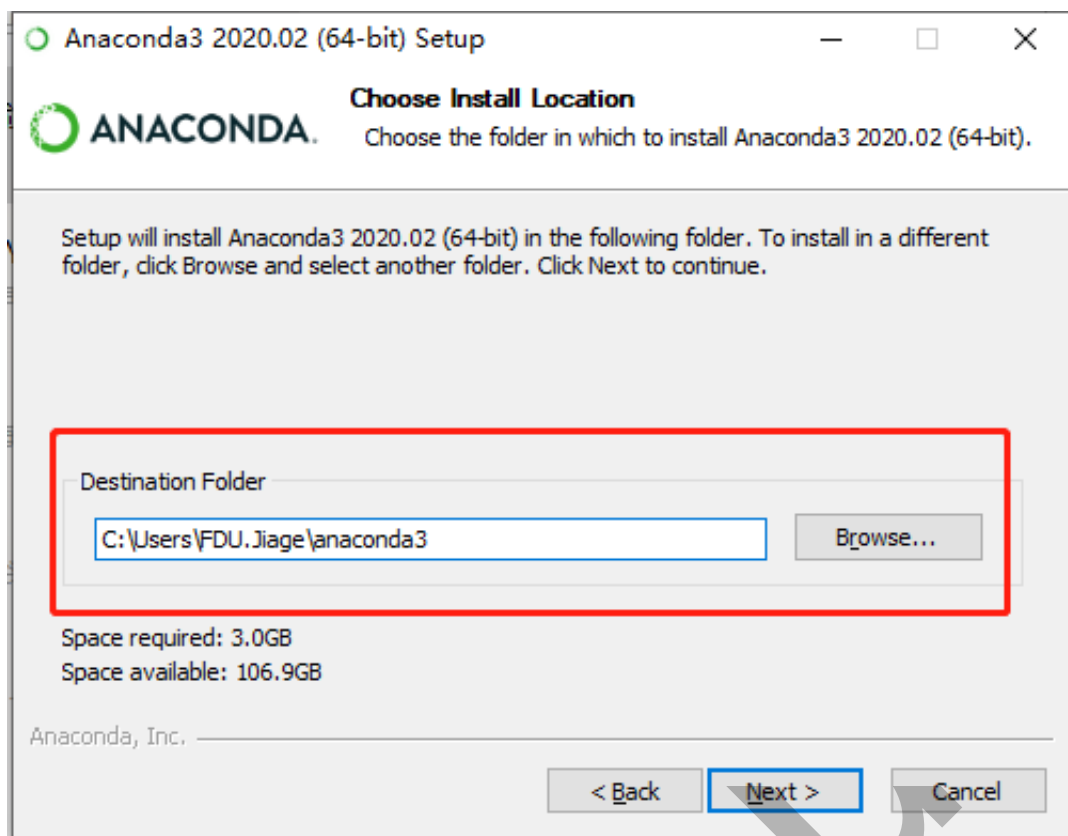 Anaconda3 2020.02 (64-bit) Setup
ANACONDA.
Choose Install Location
Choose the folder in which to install Anaconda3 2020.02 (64-bit).
Setup will install Anaconda3 2020.02 (64-bit) in the following folder. To install in a different
folder, click Browse and select another folder. Click Next to continue.
Destination Folder
C:\Users\FDU.Jiage\anaconda3
Browse...
Space required: 3.0GB
Space available: 106.9GB
Anaconda, Inc.
< Back
Next >
Cancel